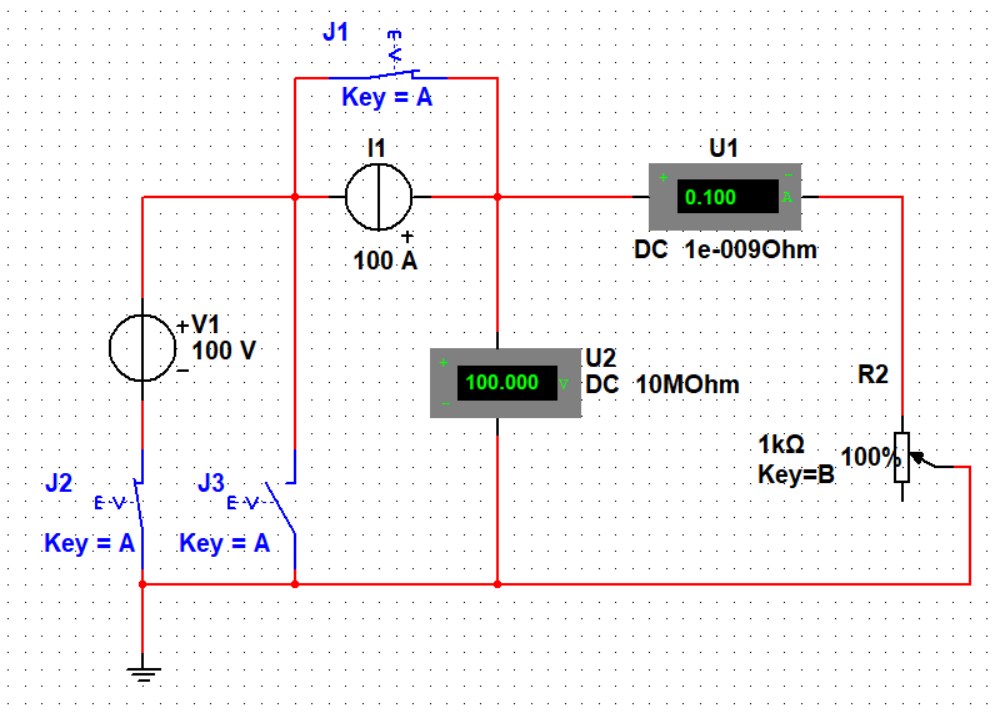 J1
E
V
Key = A
I1
+
100 A
U1
+
-
0.100
A
DC 1e-009Ohm
+
V1
100 V
−
+
-
100.000
V
U2
DC 10MOhm
R2
1kΩ
Key=B
100%
J2
E V
Key = A
J3
E V
Key = A